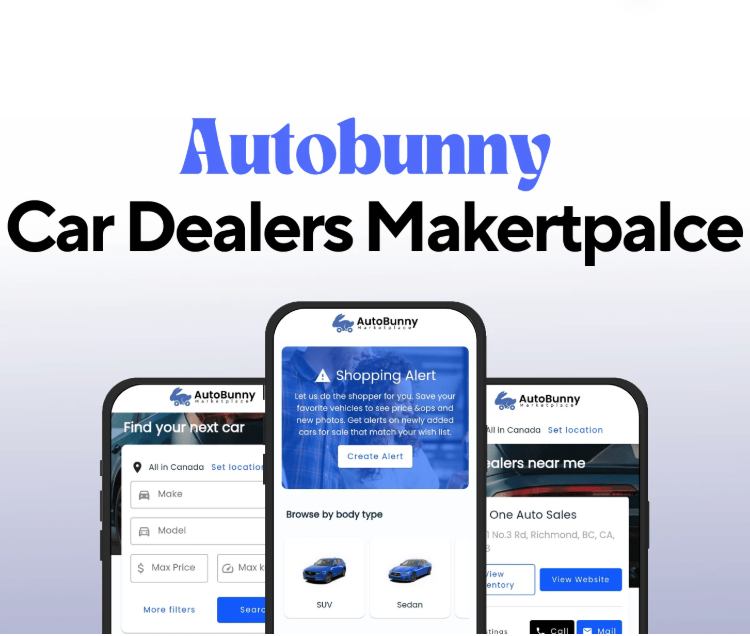 Autobunny
Car Dealers Makertpalce
AutoBunny
Marketplace
Find your next car
All in Canada Set location
Make
Model
$ Max Price
Max k
More filters
Searc
AutoBunny
Marketplace
Shopping Alert
Let us do the shopper for you. Save your
favorite vehicles to see price &ops and
new photos. Get alerts on newly added
cars for sale that match your wish list.
Create Alert
Browse by body type
SUV
Sedan
AutoBunny
Marketplace
All in Canada Set location
ealers near me
One Auto Sales
1 No.3 Rd, Richmond, BC, CA,
View Website
View
entory
tings
Call
Mail